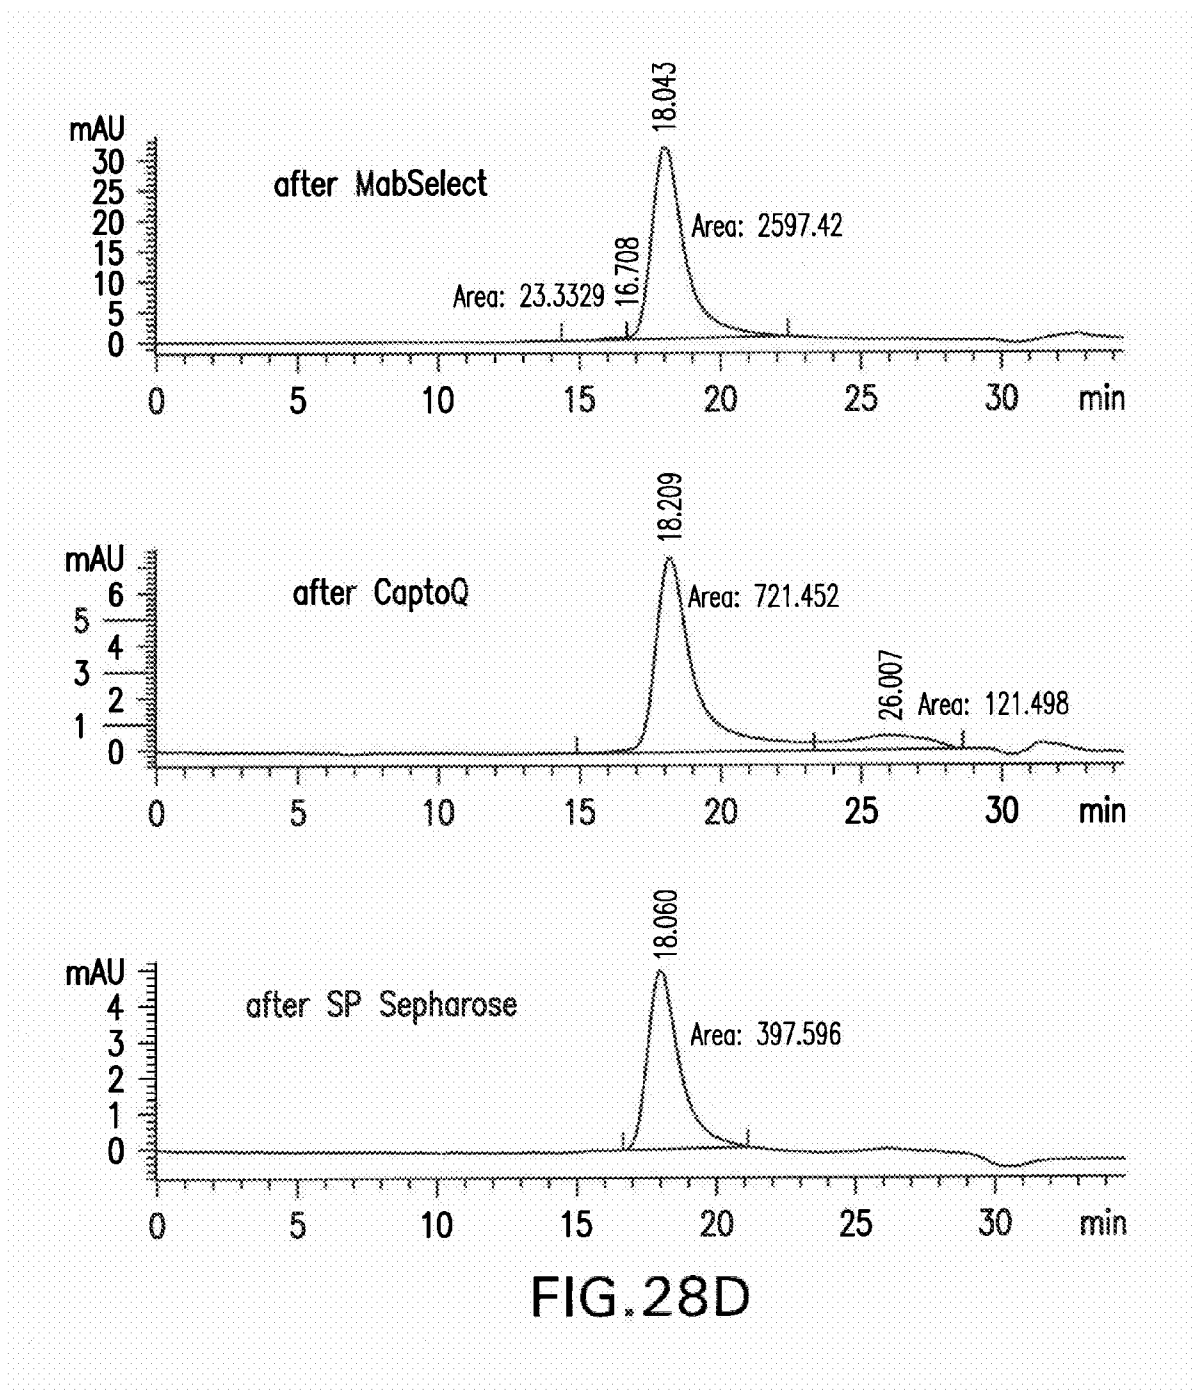 18.043
mAU
30
after MabSelect
25
20
Area: 2597.42
15
16.708
10
Area: 23.3329
5
0
0 5 10 15 20 25 30 min
18.209
mAU
6
after CaptoQ
Area: 721.452
5
4
26.007
3
2
Area: 121.498
1
0
0 5 10 15 20 25 30 min
18.060
mAU
4
after SP Sepharose
3
Area: 397.596
2
1
0
0 5 10 15 20 25 30 min
FIG.28D